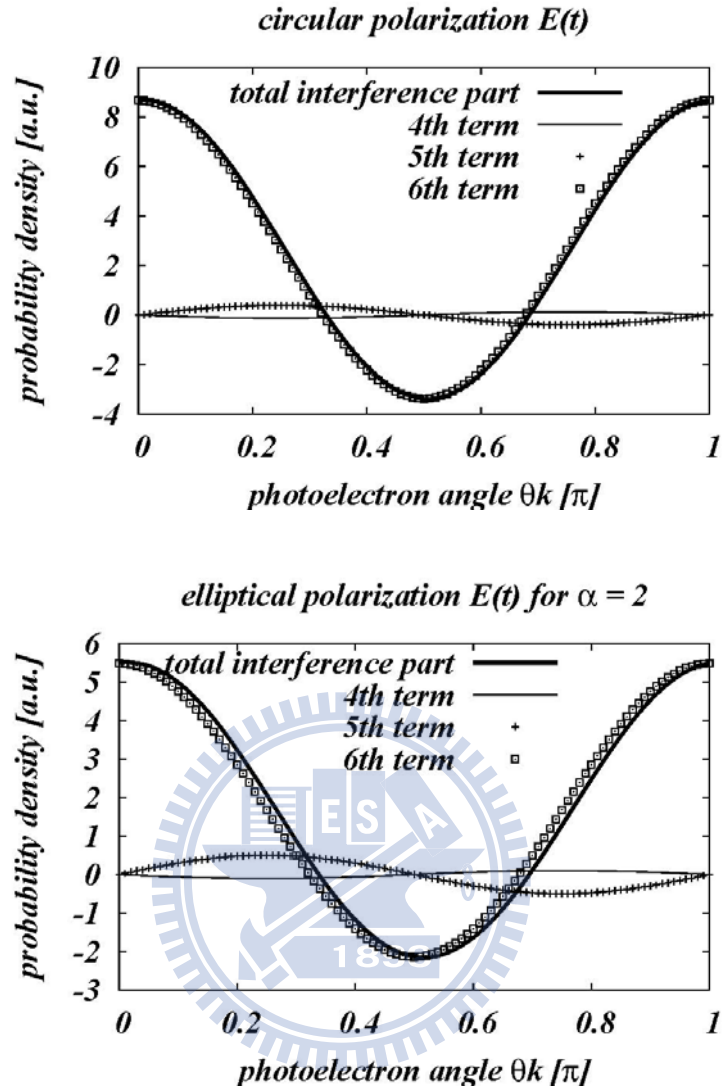 circular polarization E(t)
probability density [a.u.]
10
8
6
4
2
0
-2
-4
total interference part
4th term
5th term
6th term
0 0.2 0.4 0.6 0.8 1
photoelectron angle θk [π]
elliptical polarization E(t) for α = 2
probability density [a.u.]
6
5
4
3
2
1
0
-1
-2
-3
total interference part
4th term
5th term
6th term
ESA
1896
0 0.2 0.4 0.6 0.8 1
photoelectron angle θk [π]